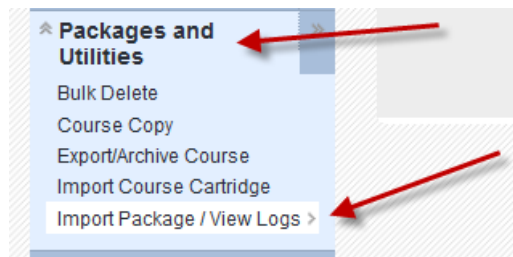 Packages and
Utilities
Bulk Delete
Course Copy
Export/Archive Course
Import Course Cartridge
Import Package / View Logs >